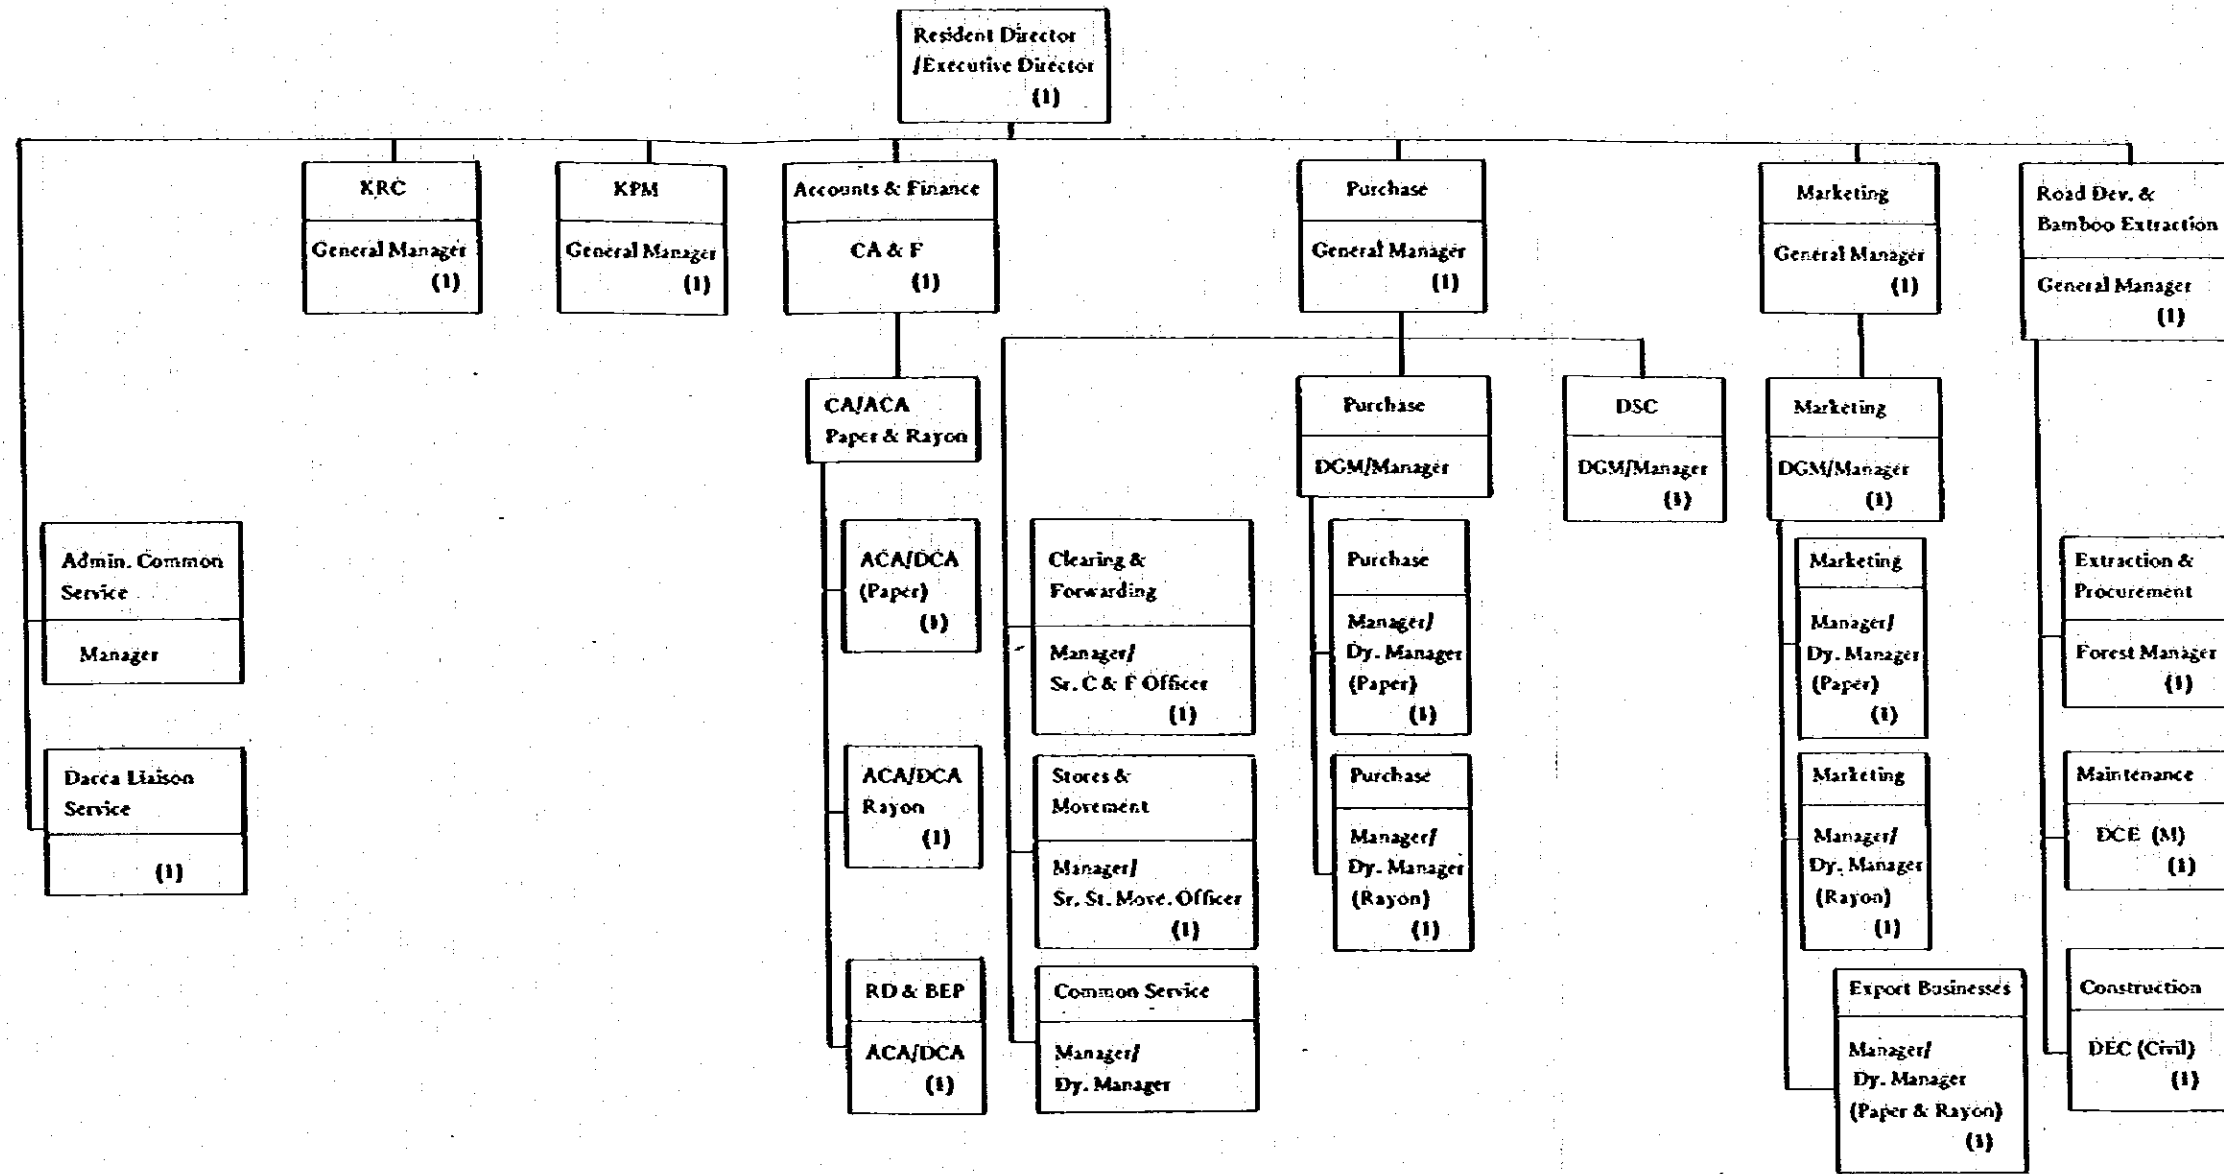 Resident Director
/Executive Director
(1)
KRC
General Manager
(1)
KPM
General Manager
(1)
Accounts & Finance
CA & F
(1)
Purchase
General Manager
(1)
Marketing
General Manager
(1)
Road Dev. &
Bamboo Extraction
General Manager
(1)
CA/ACA
Paper & Rayon
Purchase
DGM/Manager
DSC
DGM/Manager
(1)
Marketing
DGM/Manager
(1)
Admin. Common
Service
Manager
Dacca Liaison
Service
(1)
ACA/DCA
(Paper)
(1)
ACA/DCA
Rayon
(1)
RD & BEP
ACA/DCA
(1)
Clearing &
Forwarding
Manager/
Sr. C & F Officer
(1)
Stores &
Movement
Manager/
Sr. St. Move. Officer
(1)
Common Service
Manager/
Dy. Manager
Purchase
Manager/
Dy. Manager
(Paper)
(1)
Purchase
Manager/
Dy. Manager
(Rayon)
(1)
Marketing
Manager/
Dy. Manager
(Paper)
(1)
Marketing
Manager/
Dy. Manager
(Rayon)
(1)
Export Businesses
Manager/
Dy. Manager
(Paper & Rayon)
(1)
Extraction &
Procurement
Forest Manager
(1)
Maintenance
DCE (M)
(1)
Construction
DEC (Civil)
(1)